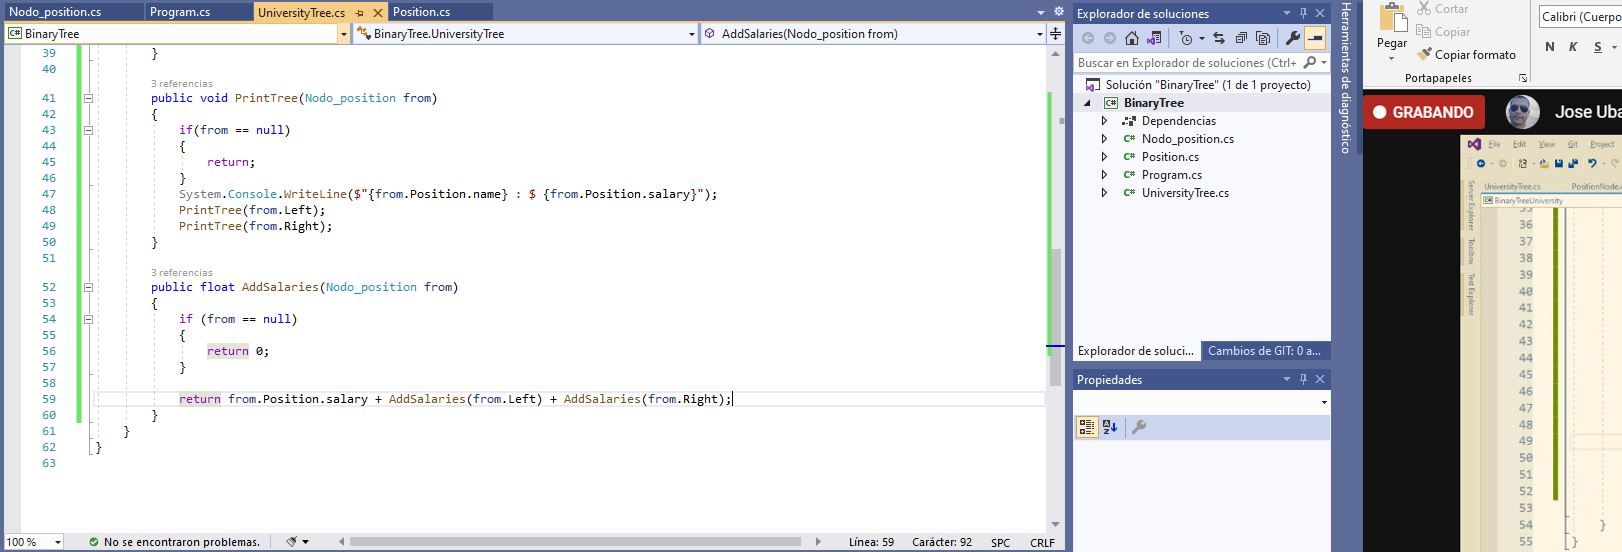 Nodo_position.cs
Program.cs
UniversityTree.cs
Position.cs
BinaryTree
BinaryTree.UniversityTree
AddSalaries(Nodo_position from)
39 }
40
3 referencias
41 public void PrintTree(Nodo_position from)
42 {
43 if(from == null)
44 {
45 return;
46 }
47 System.Console.WriteLine($"{from.Position.name} : $ {from.Position.salary}");
48 PrintTree(from.Left);
49 PrintTree(from.Right);
50 }
51
3 referencias
52 public float AddSalaries(Nodo_position from)
53 {
54 if (from == null)
55 {
56 return 0;
57 }
58
59 return from.Position.salary + AddSalaries(from.Left) + AddSalaries(from.Right);
60 }
61 }
62 }
63
100 %
No se encontraron problemas.
Línea: 59
Carácter: 92
SPC
CRLF
Explorador de soluciones
Buscar en Explorador de soluciones (Ctrl+
Solución "BinaryTree" (1 de 1 proyecto)
C# BinaryTree
Dependencias
C# Nodo_position.cs
C# Position.cs
C# Program.cs
C# UniversityTree.cs
Explorador de soluci...
Cambios de GIT: 0 a...
Propiedades
Herramientas de diagnóstico
Pegar
Cortar
Copiar
Copiar formato
Portapapeles
Calibri (Cuerpo
N K S
GRABANDO
Jose Uba
File Edit View Git Project
Server Explorer
Toolbox
Test Explorer
UniversityTree.cs
PositionNode.
BinaryTreeUniversity
35
36
37
38
39
40
41
42
43
44
45
46
47
48
49
50
51
52
53
54 }
55 }